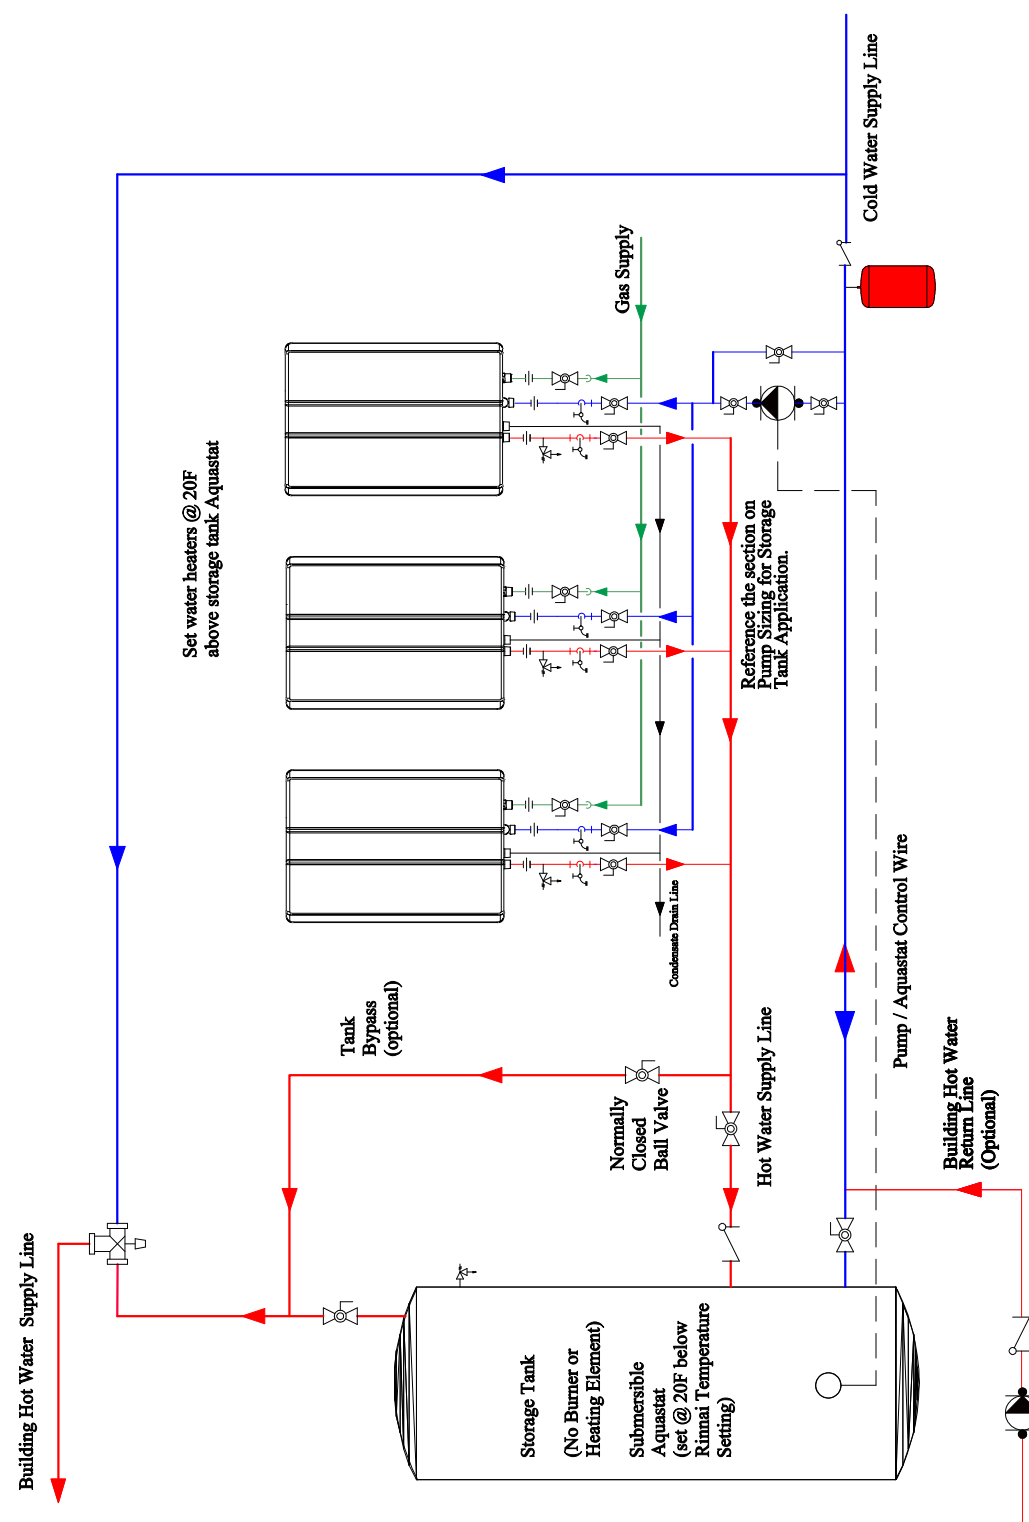 Building Hot Water  Supply Line
Set water heaters @ 20F
above storage tank Aquastat
Tank
Bypass
(optional)
Storage Tank
(No Burner or
Heating Element)
Submersible
Aquastat
(set @ 20F below
Rinnai Temperature
Setting)
Normally
Closed
Ball Valve
Gas Supply
Condensate Drain Line
Hot Water Supply Line
Reference the section on
Pump Sizing for Storage
Tank Application.
Cold Water Supply Line
Pump / Aquastat Control Wire
Building Hot Water
Return Line
(Optional)